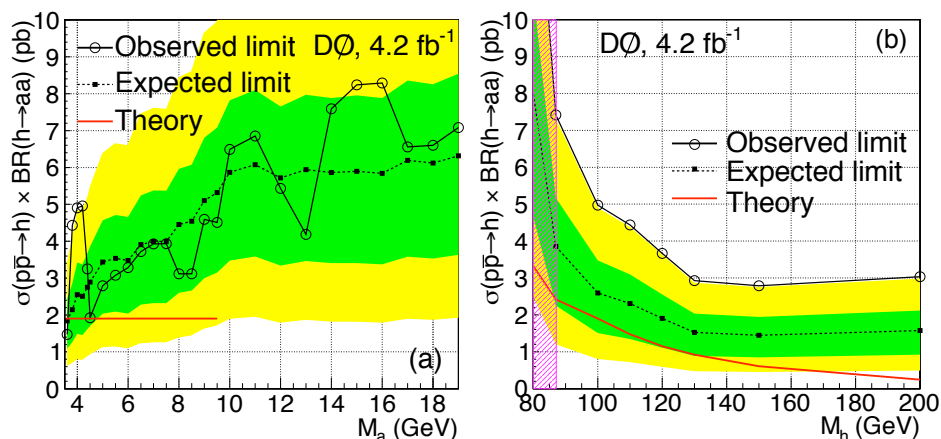 σ(pp̅→h) × BR(h→aa) (pb)
10
9
8
7
6
5
4
3
2
1
0
Observed limit
DØ, 4.2 fb⁻¹
Expected limit
Theory
(a)
4 6 8 10 12 14 16 18
Mₐ (GeV)
σ(pp̅→h) × BR(h→aa) (pb)
10
9
8
7
6
5
4
3
2
1
0
DØ, 4.2 fb⁻¹
(b)
Observed limit
Expected limit
Theory
80 100 120 140 160 180 200
Mₕ (GeV)